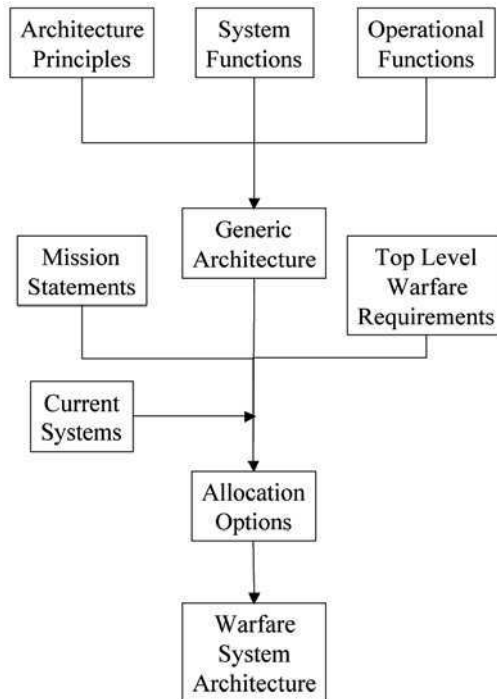 Architecture
Principles
System
Functions
Operational
Functions
Generic
Architecture
Mission
Statements
Top Level
Warfare
Requirements
Current
Systems
Allocation
Options
Warfare
System
Architecture